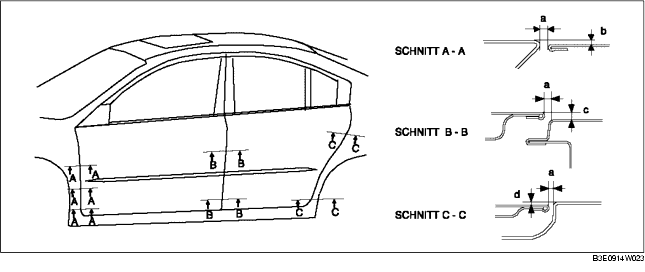 a
b
SCHNITT A - A
a
c
SCHNITT B - B
a
d
SCHNITT C - C
A A
A A
A A
B B
B B
C C
C C
B3E0914W023